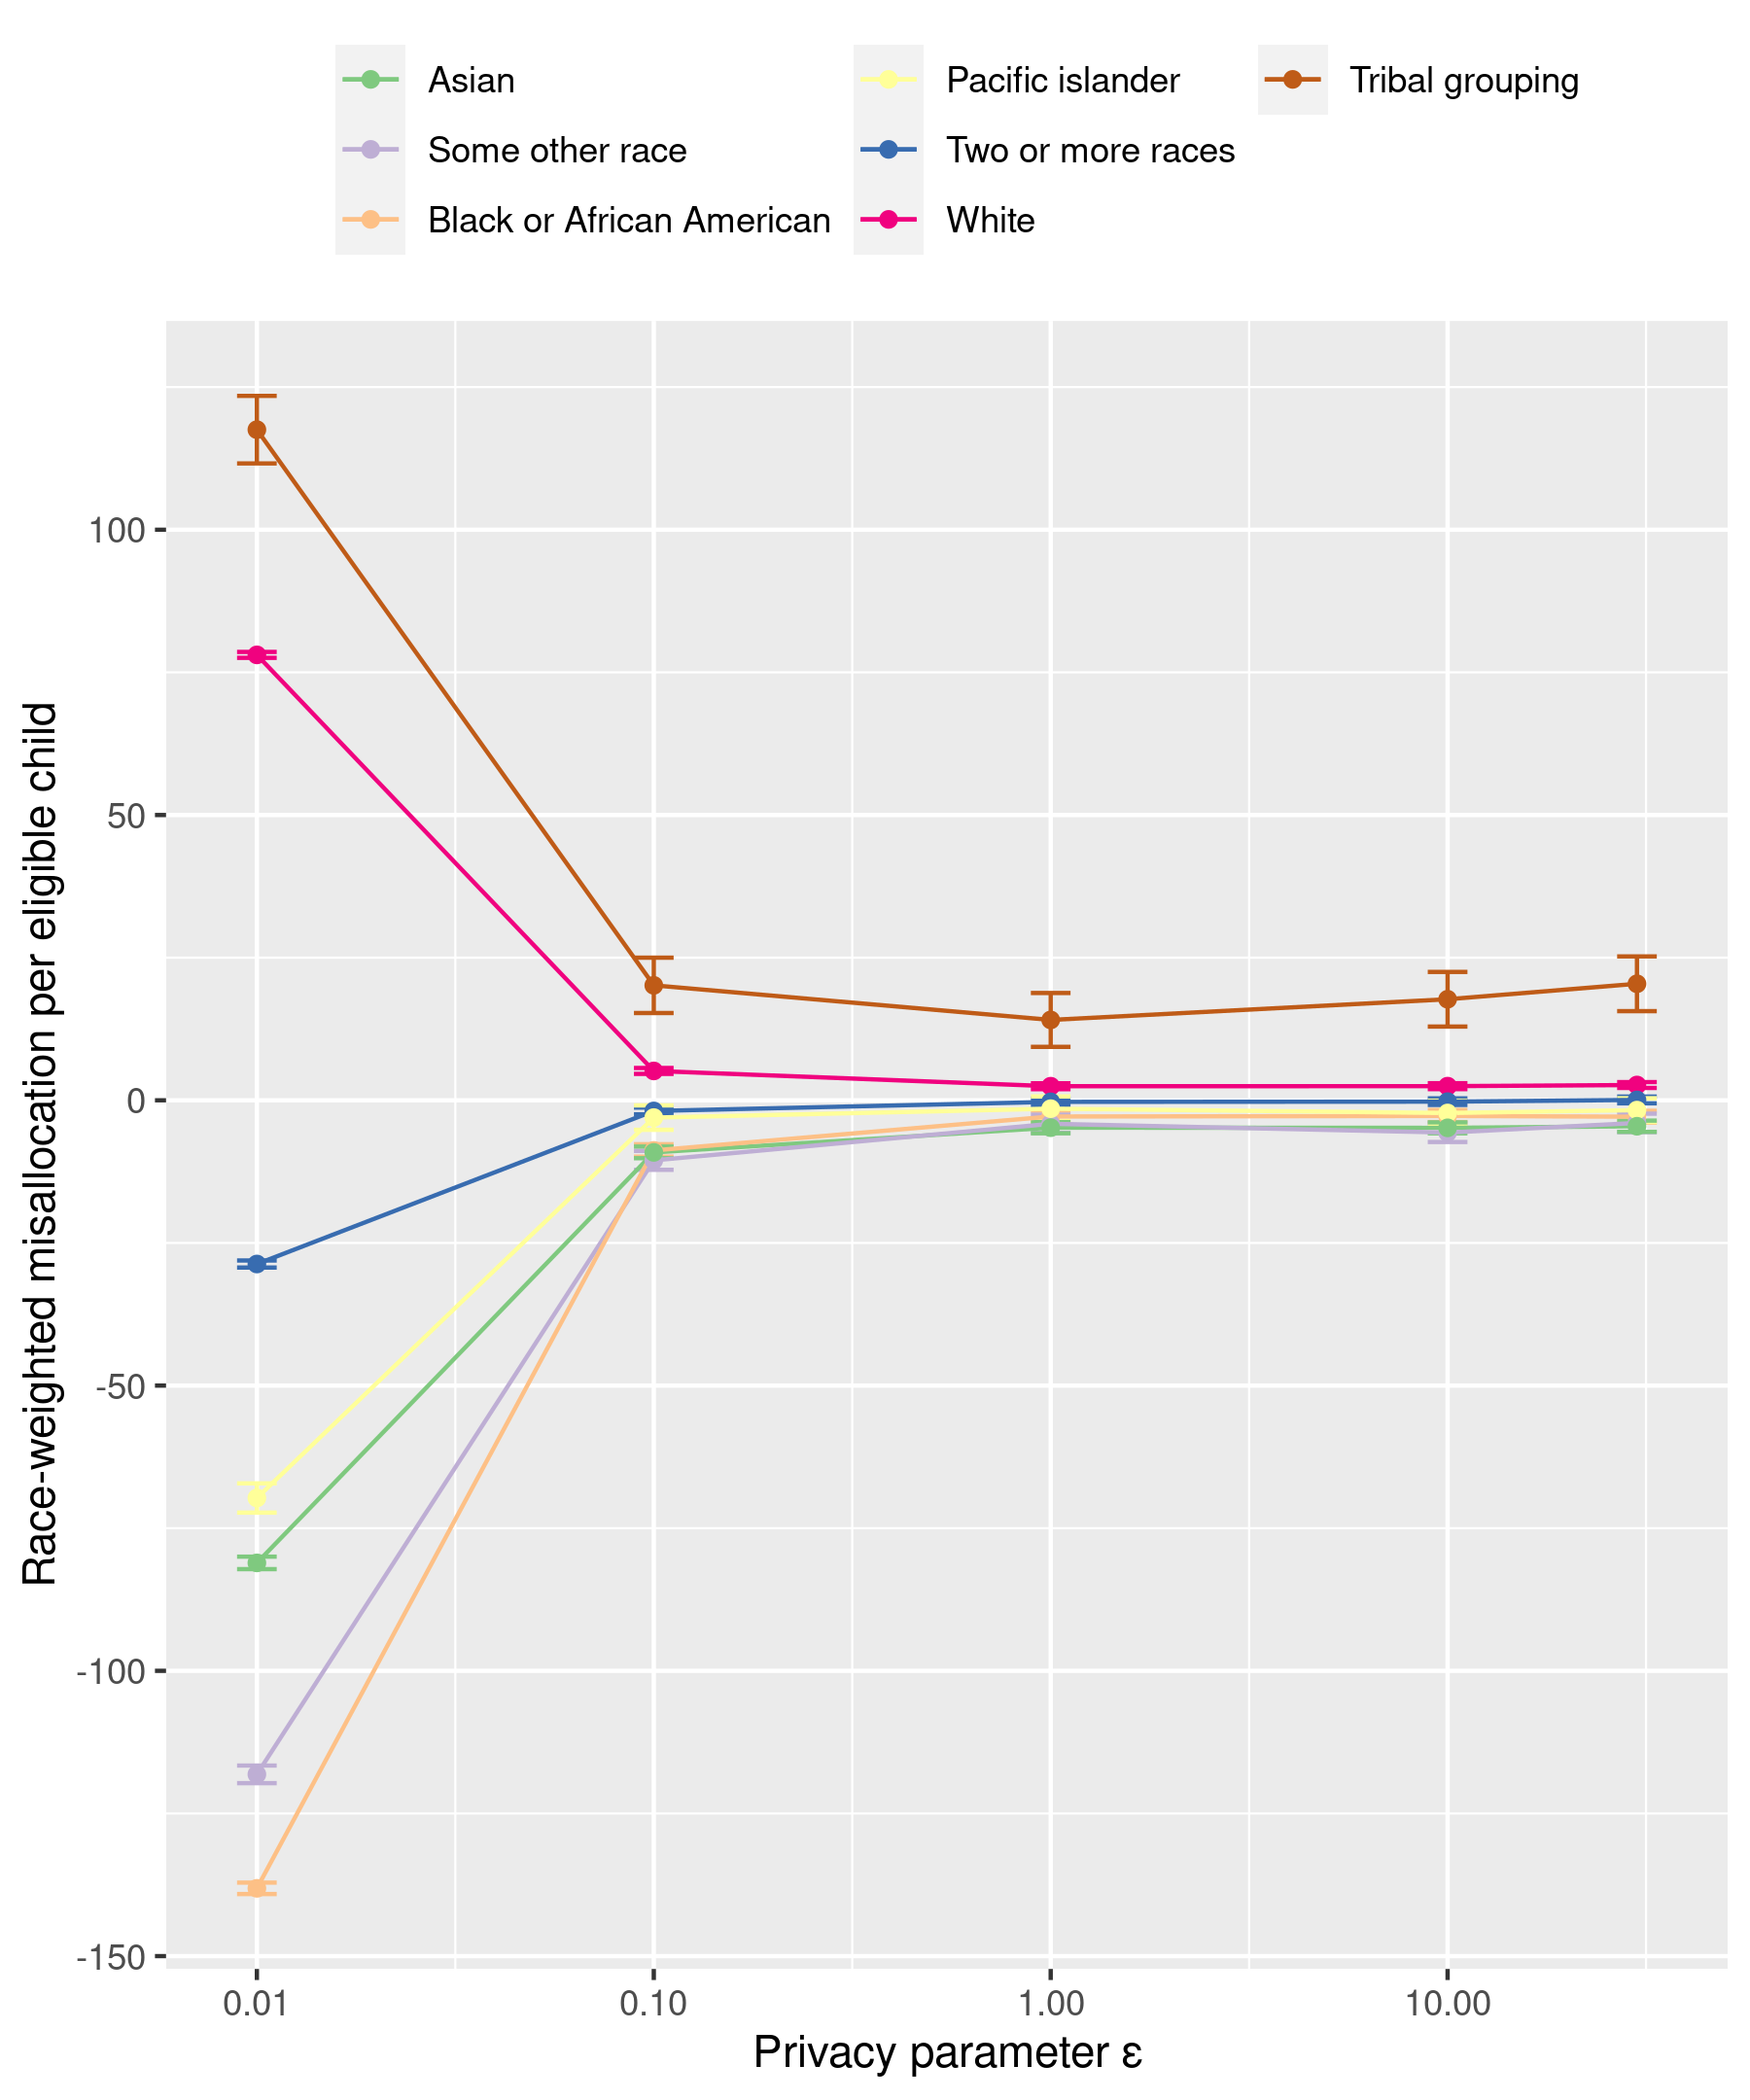 Asian
Some other race
Black or African American
Pacific islander
Two or more races
White
Tribal grouping
Race-weighted misallocation per eligible child
100
50
0
-50
-100
-150
0.01
0.10
1.00
10.00
Privacy parameter ε